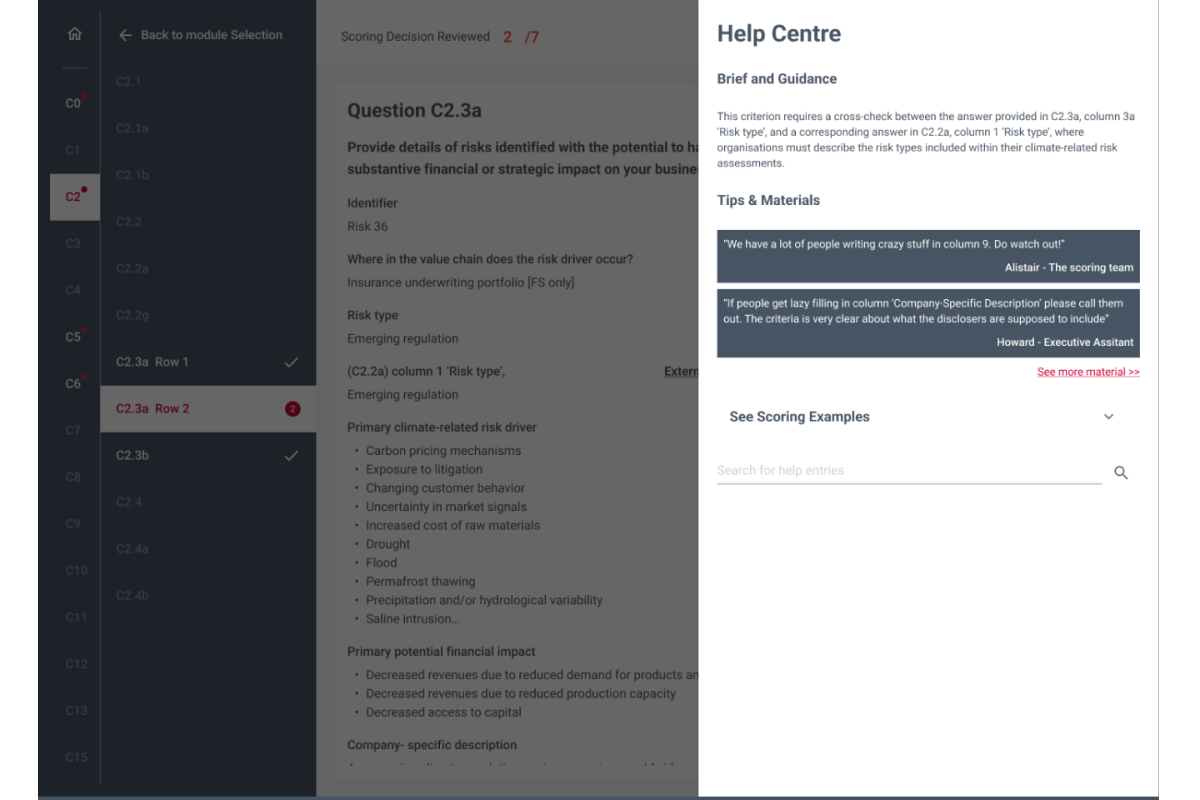 Back to module Selection
C0
C1
C2
C3
C4
C5
C6
C7
C8
C9
C10
C11
C12
C13
C15
C2.1
C2.1a
C2.1b
C2.2
C2.2a
C2.2g
C2.3a Row 1
C2.3a Row 2
2
C2.3b
C2.4
C2.4a
C2.4b
Scoring Decision Reviewed 2 /7
Question C2.3a
Provide details of risks identified with the potential to
substantive financial or strategic impact on your
Identifier
Risk 36
Where in the value chain does the risk driver occur?
Insurance underwriting portfolio [FS only]
Risk type
Emerging regulation
(C2.2a) column 1 ‘Risk type’,
Emerging regulation
Primary climate-related risk driver
• Carbon pricing mechanisms
• Exposure to litigation
• Changing customer behavior
• Uncertainty in market signals
• Increased cost of raw materials
• Drought
• Flood
• Permafrost thawing
• Precipitation and/or hydrological variability
• Saline intrusion...
Primary potential financial impact
• Decreased revenues due to reduced demand for products
• Decreased revenues due to reduced production capacity
• Decreased access to capital
Company- specific description
Help Centre
Brief and Guidance
This criterion requires a cross-check between the answer provided in C2.3a, column 3a
‘Risk type’, and a corresponding answer in C2.2a, column 1 ‘Risk type’, where
organisations must describe the risk types included within their climate-related risk
assessments.
Tips & Materials
“We have a lot of people writing crazy stuff in column 9. Do watch out!”
Alistair - The scoring team
“If people get lazy filling in column ‘Company-Specific Description’ please call them
out. The criteria is very clear about what the disclosers are supposed to include”
Howard - Executive Assitant
See more material >>
See Scoring Examples
Search for help entries